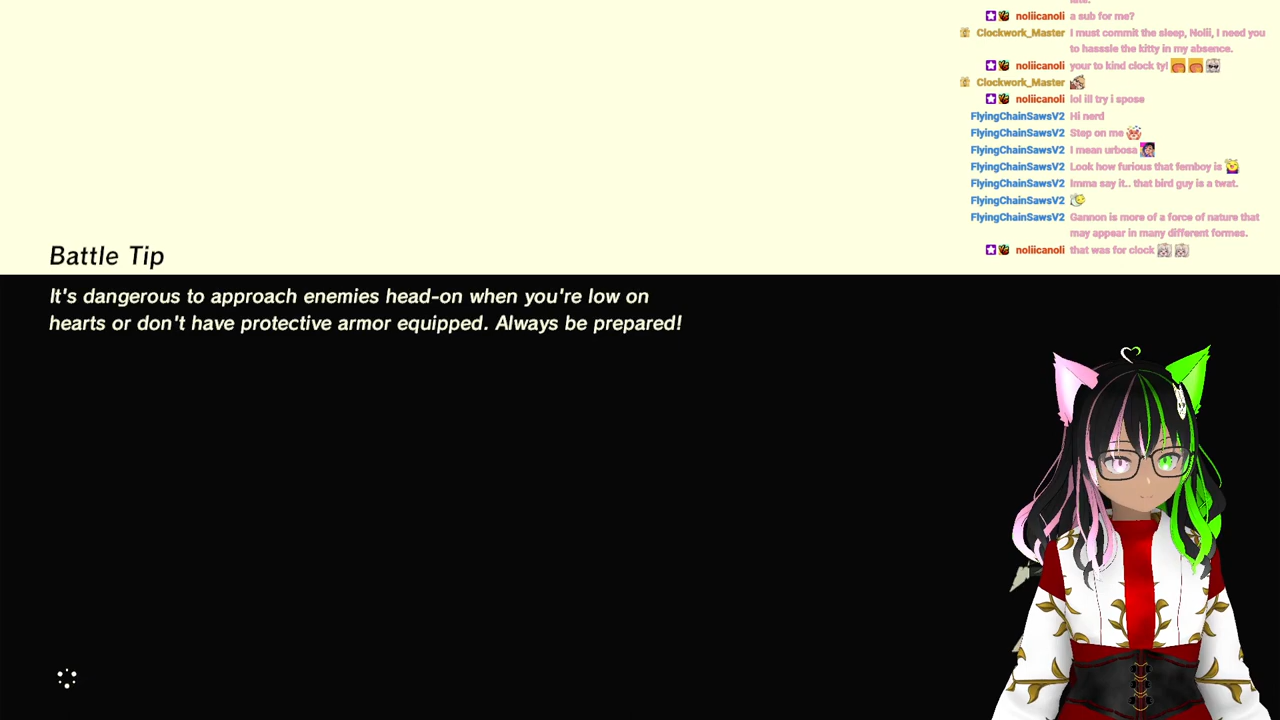 noliicanoli a sub for me?
Clockwork_Master I must commit the sleep, Nolii, I need you
to hasssle the kitty in my absence.
noliicanoli your to kind clock ty!
Clockwork_Master
noliicanoli lol ill try i spose
FlyingChainSawsV2 Hi nerd
FlyingChainSawsV2 Step on me
FlyingChainSawsV2 I mean urbosa
FlyingChainSawsV2 Look how furious that femboy is
FlyingChainSawsV2 Imma say it.. that bird guy is a twat.
FlyingChainSawsV2
FlyingChainSawsV2 Gannon is more of a force of nature that
may appear in many different formes.
noliicanoli that was for clock
Battle Tip
It's dangerous to approach enemies head-on when you're low on
hearts or don't have protective armor equipped. Always be prepared!